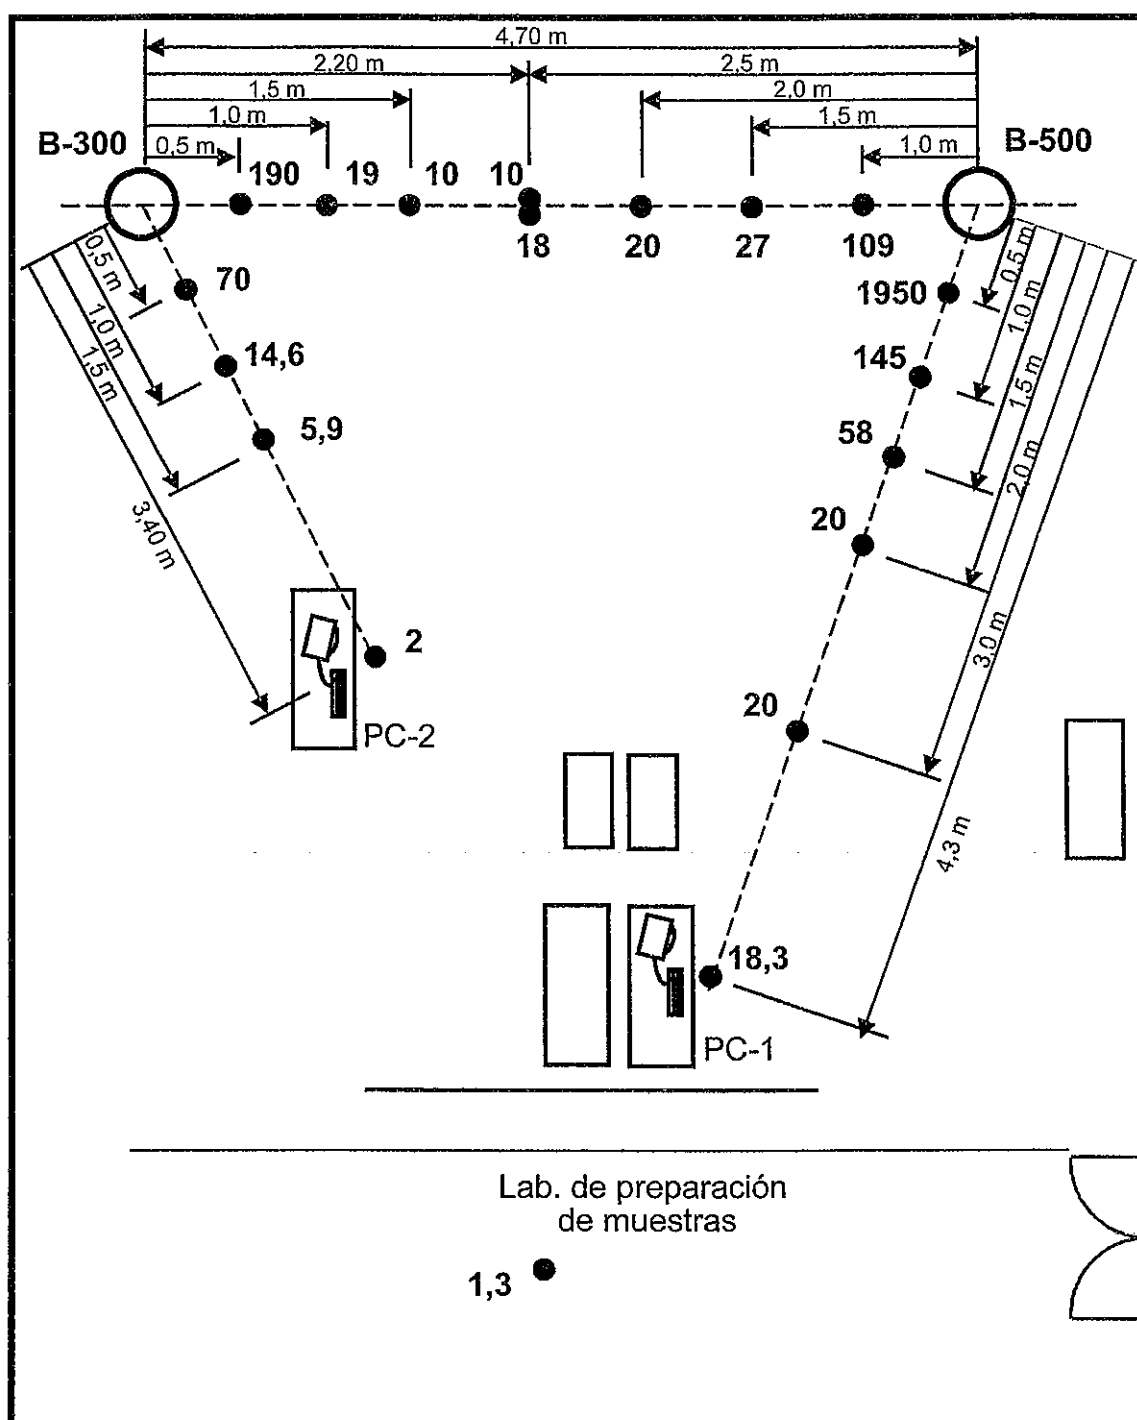 4,70 m
2,20 m
2,5 m
1,5 m
2,0 m
1,0 m
1,5 m
B-300
0,5 m
1,0 m
B-500
190
19
10
10
18
20
27
109
0,5 m
70
0,5 m
1950
1,0 m
14,6
1,0 m
145
1,5 m
5,9
1,5 m
58
2,0 m
3,40 m
20
2
3,0 m
PC-2
20
4,3 m
18,3
PC-1
Lab. de preparación
de muestras
1,3